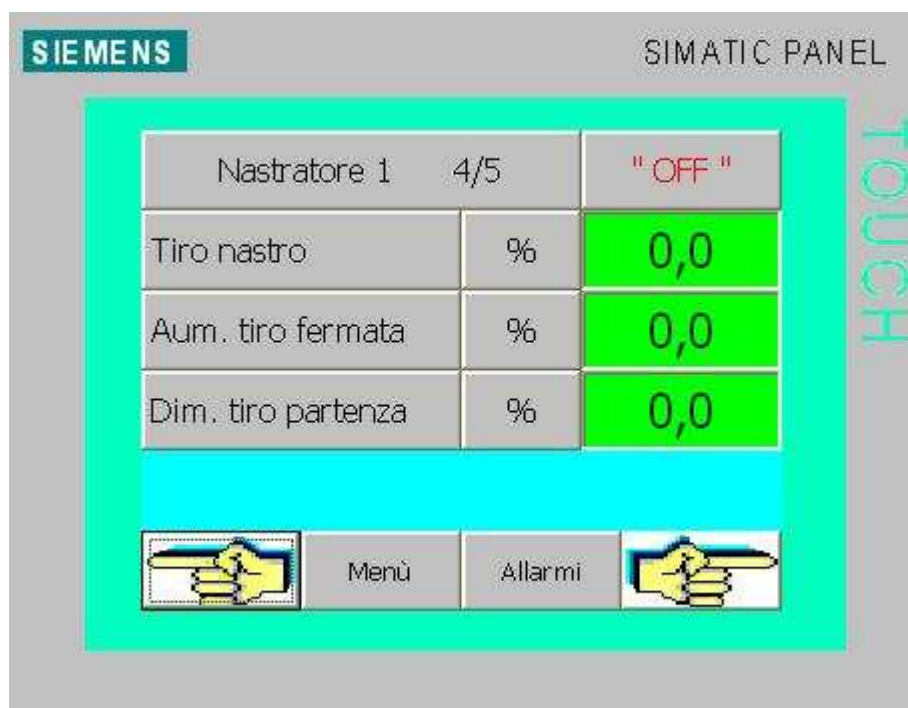 SIEMENS
SIMATIC PANEL
TOUCH
Nastratore 1 4/5 " OFF "
Tiro nastro % 0,0
Aum. tiro fermata % 0,0
Dim. tiro partenza % 0,0
Menù Allarmi